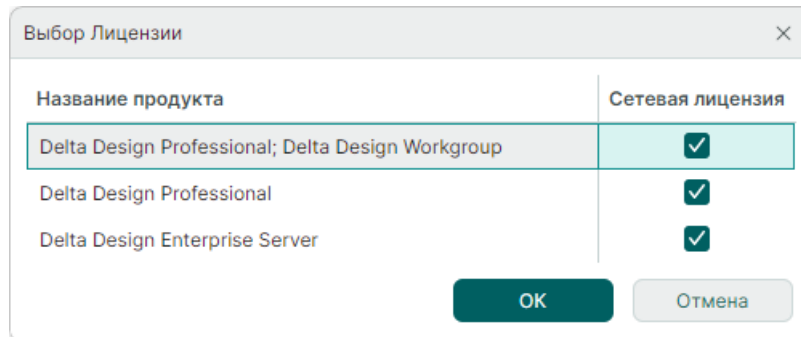 Выбор Лицензии
Название продукта Сетевая лицензия
Delta Design Professional; Delta Design Workgroup
Delta Design Professional
Delta Design Enterprise Server
ОК Отмена